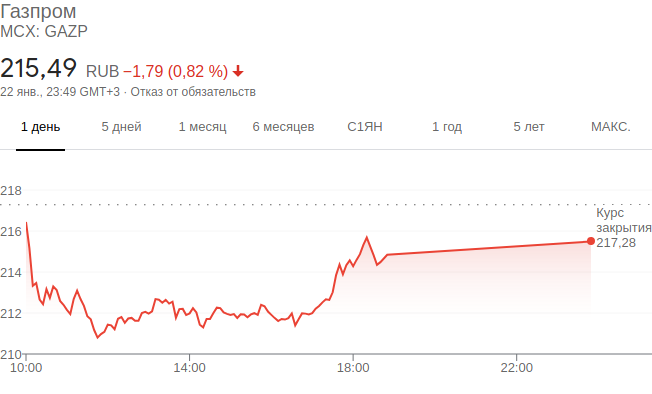 Газпром
MCX: GAZP
215,49 RUB −1,79 (0,82 %)
22 янв., 23:49 GMT+3 · Отказ от обязательств
1 день 5 дней 1 месяц 6 месяцев С1ЯН 1 год 5 лет МАКС.
218
216
214
212
210
Курс
закрытия
217,28
10:00 14:00 18:00 22:00